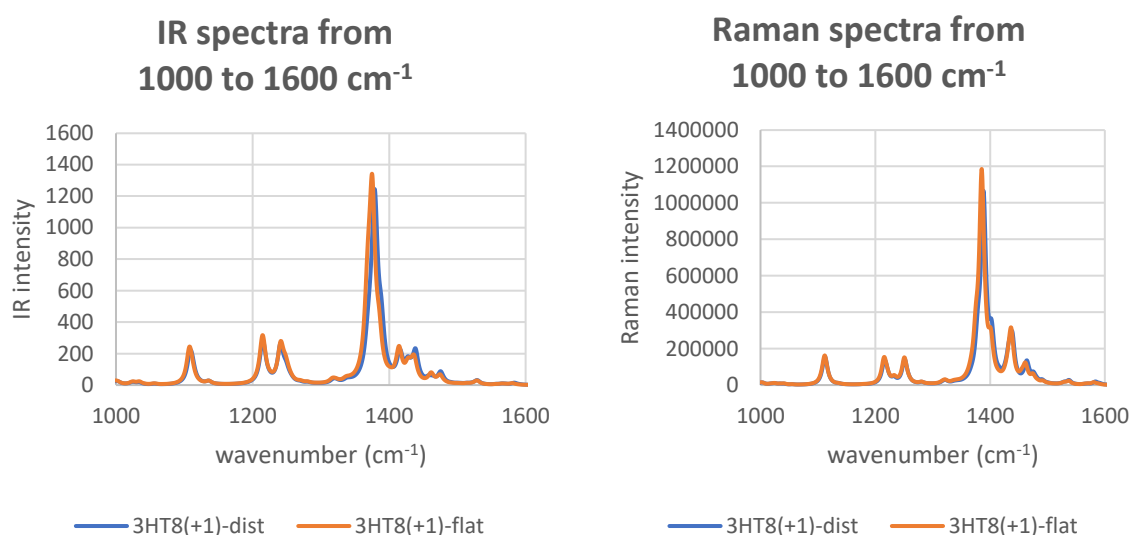 IR spectra from
1000 to 1600 cm⁻¹
1600
1400
1200
1000
800
600
400
200
0
IR intensity
1000
1200
1400
1600
wavenumber (cm⁻¹)
3HT8(+1)-dist
3HT8(+1)-flat
Raman spectra from
1000 to 1600 cm⁻¹
1400000
1200000
1000000
800000
600000
400000
200000
0
Raman intensity
1000
1200
1400
1600
wavenumber (cm⁻¹)
3HT8(+1)-dist
3HT8(+1)-flat